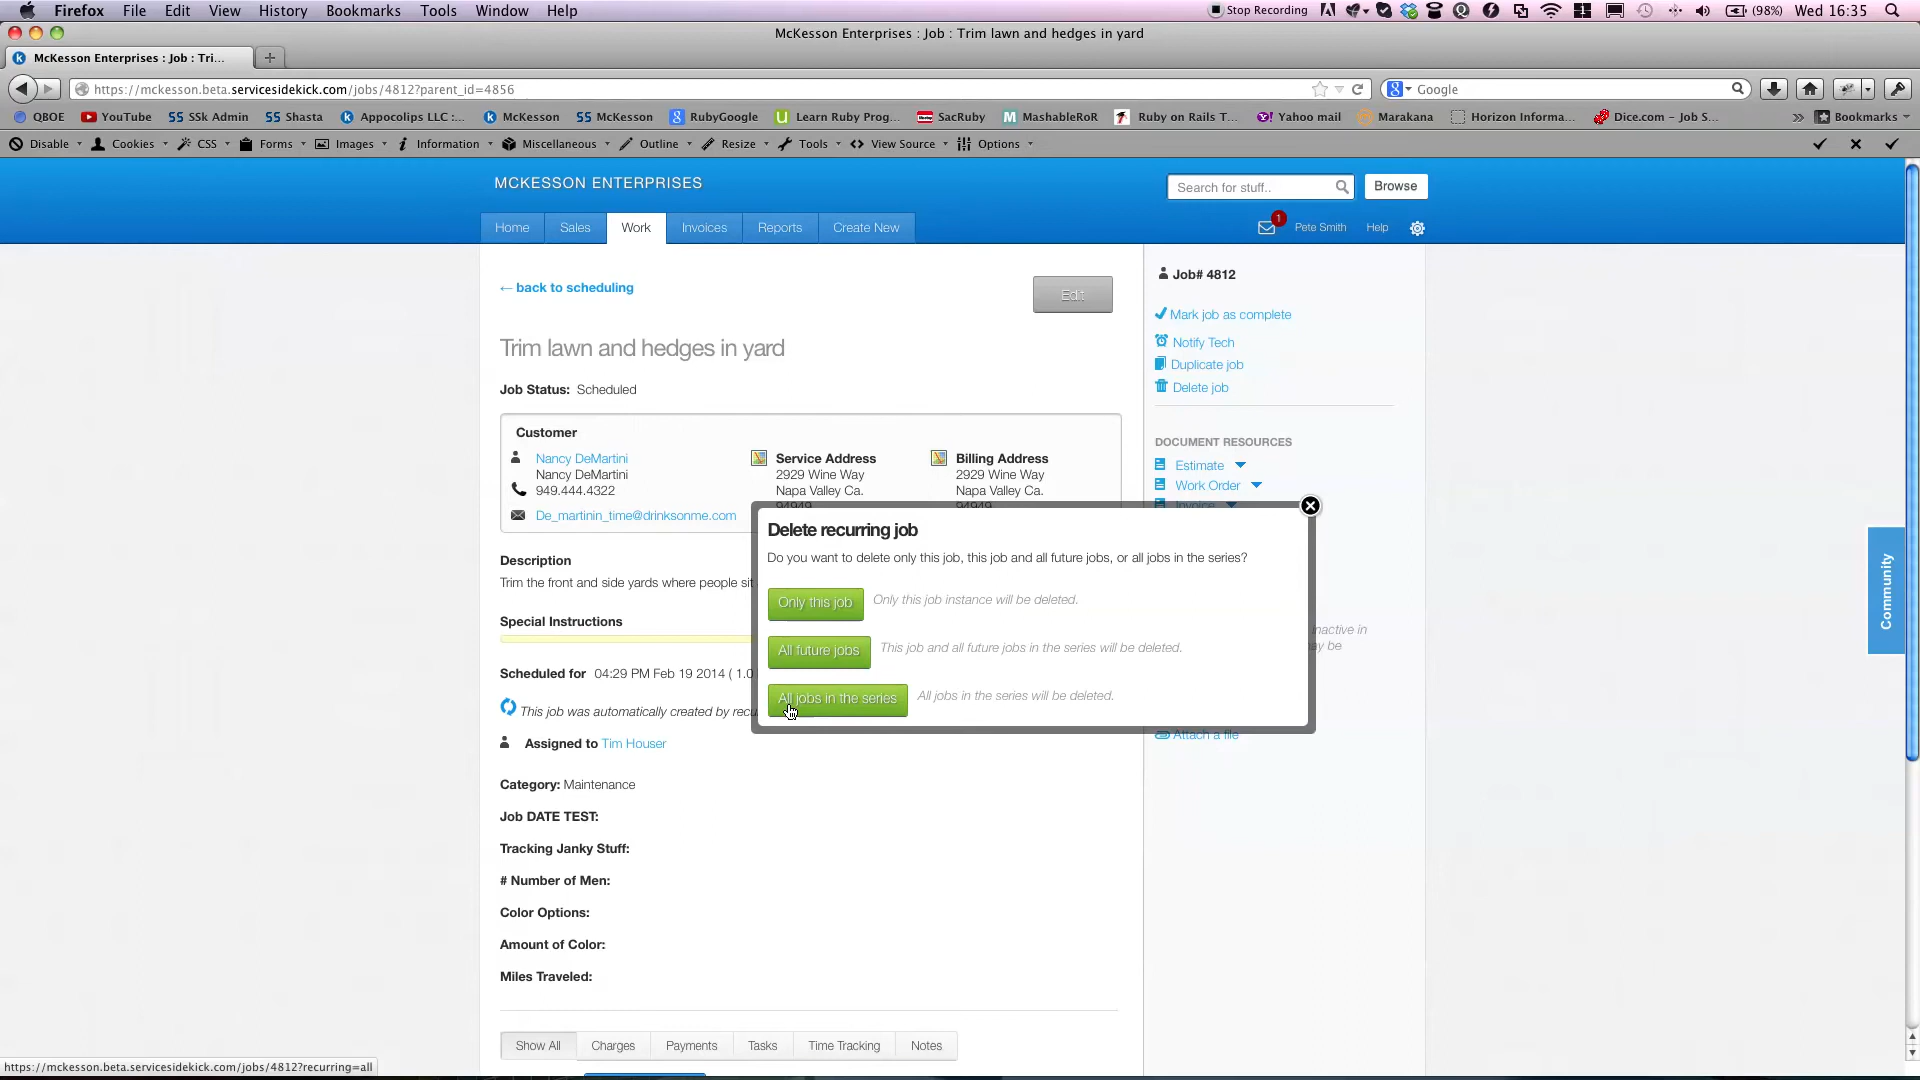 Firefox File Edit View History Bookmarks Tools Window Help Stop Recording (98%) Wed 16:35
McKesson Enterprises : Job : Trim lawn and hedges in yard
McKesson Enterprises : Job : Tri...
https://mckesson.beta.servicesidekick.com/jobs/4812?parent_id=4856 Google
QBOE YouTube SSk Admin Shasta Appocolips LLC :... McKesson McKesson RubyGoogle Learn Ruby Prog... SacRuby MashableRoR Ruby on Rails T... Yahoo mail Marakana Horizon Informa... Dice.com – Job S... Bookmarks
Disable Cookies CSS Forms Images Information Miscellaneous Outline Resize Tools View Source Options
MCKESSON ENTERPRISES
Search for stuff.. Browse
Home Sales Work Invoices Reports Create New
1 Pete Smith Help
← back to scheduling
Edit
Trim lawn and hedges in yard
Job Status: Scheduled
Customer
Nancy DeMartini
Nancy DeMartini
949.444.4322
De_martinin_time@drinksonme.com
Service Address
2929 Wine Way
Napa Valley Ca.
94949
Billing Address
2929 Wine Way
Napa Valley Ca.
94949
Description
Trim the front and side yards where people sit
Special Instructions
Scheduled for 04:29 PM Feb 19 2014 ( 1.0
This job was automatically created by recu
Assigned to Tim Houser
Category: Maintenance
Job DATE TEST:
Tracking Janky Stuff:
# Number of Men:
Color Options:
Amount of Color:
Miles Traveled:
Show All Charges Payments Tasks Time Tracking Notes
Delete recurring job
Do you want to delete only this job, this job and all future jobs, or all jobs in the series?
Only this job Only this job instance will be deleted.
All future jobs This job and all future jobs in the series will be deleted.
All jobs in the series All jobs in the series will be deleted.
Job# 4812
Mark job as complete
Notify Tech
Duplicate job
Delete job
DOCUMENT RESOURCES
Estimate
Work Order
Invoice
inactive in
ay be
Attach a file
Community
https://mckesson.beta.servicesidekick.com/jobs/4812?recurring=all